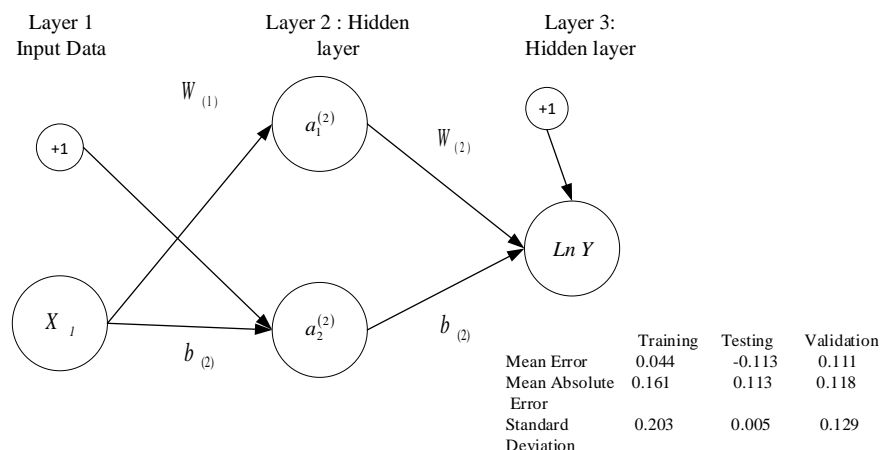 Layer 1
Input Data
Layer 2 : Hidden
layer
Layer 3:
Hidden layer
W (1)
+1
a_1^(2)
W (2)
+1
Ln Y
X 1
b (2)
a_2^(2)
b (2)
Training Testing Validation
Mean Error 0.044 -0.113 0.111
Mean Absolute 0.161 0.113 0.118
Error
Standard 0.203 0.005 0.129
Deviation